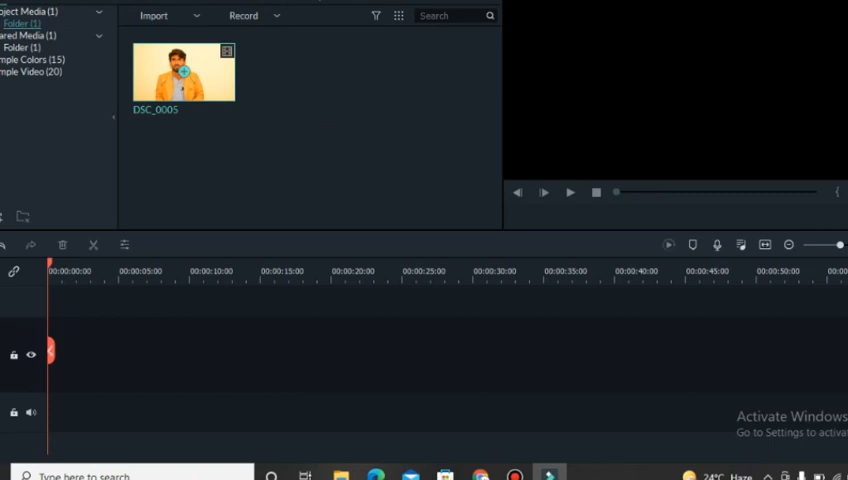 oject Media (1)
Import
Record
Search
Folder (1)
ared Media (1)
Folder (1)
mple Colors (15)
mple Video (20)
DSC_0005
00:00:00:00 00:00:05:00 00:00:10:00 00:00:15:00 00:00:20:00 00:00:25:00 00:00:30:00 00:00:35:00 00:00:40:00 00:00:45:00 00:00:50:00 00:00
Activate Windows
Go to Settings to activa
Type here to search
24°C Haze